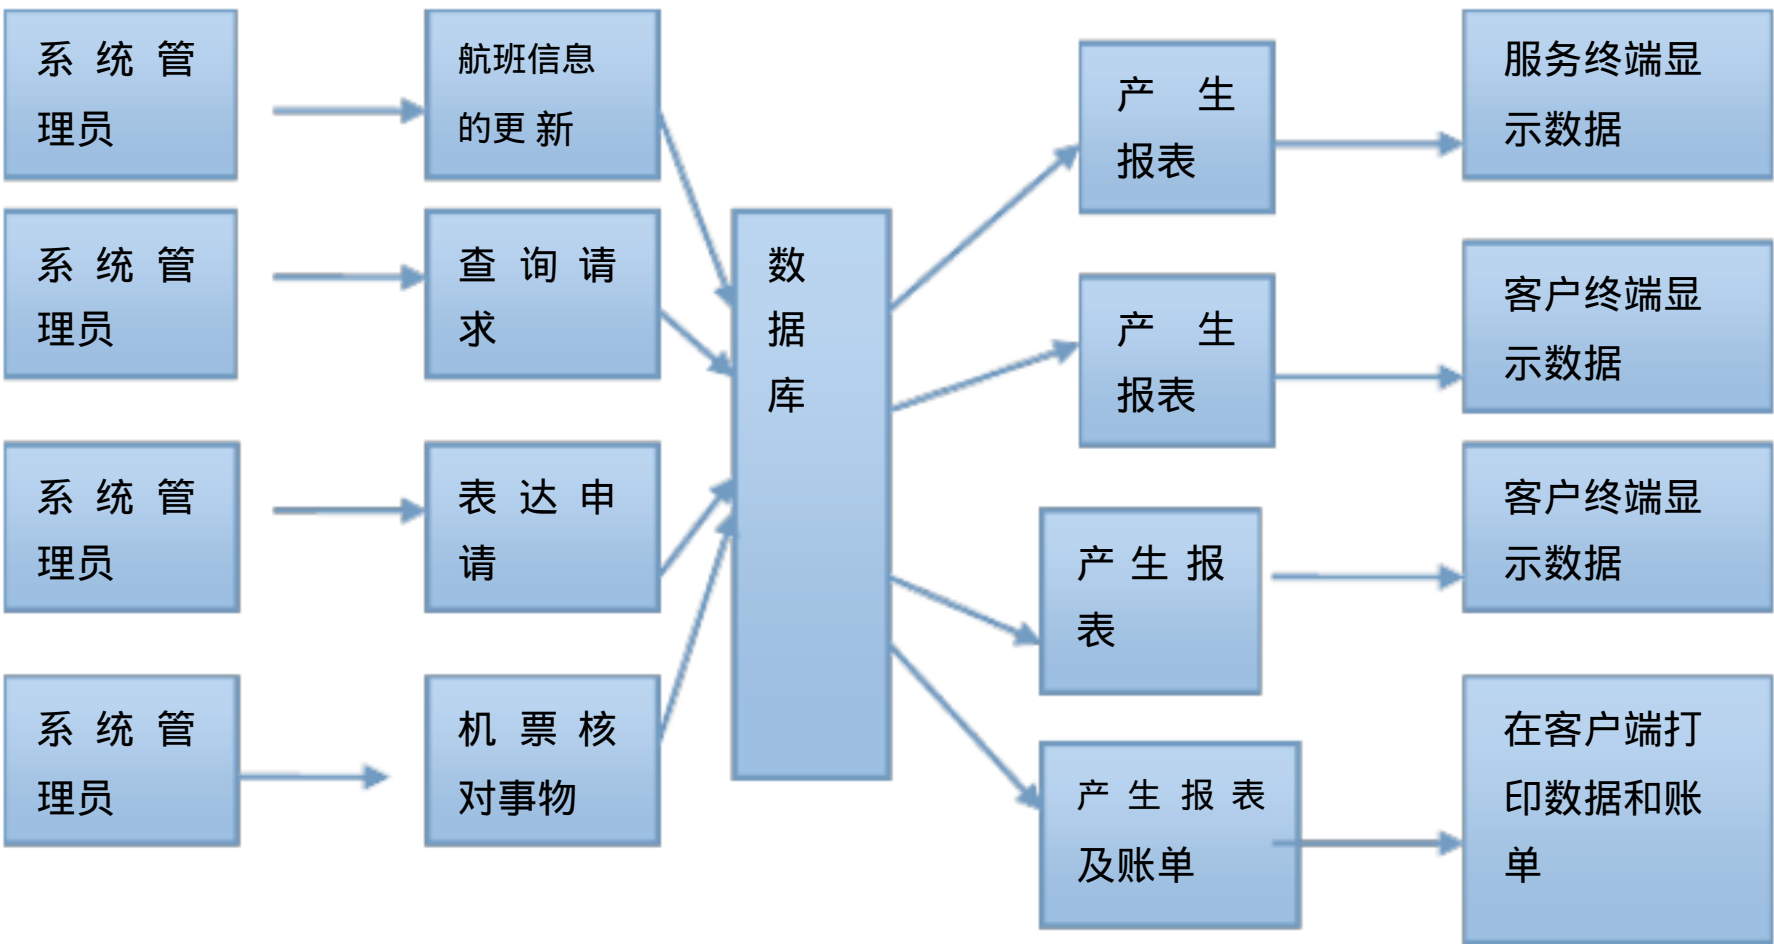 系 统 管
理员
航班信息
的更 新
系 统 管
理员
查 询 请
求
系 统 管
理员
表 达 申
请
系 统 管
理员
机 票 核
对事物
数
据
库
产 生
报表
服务终端显
示数据
产 生
报表
客户终端显
示数据
产 生 报
表
客户终端显
示数据
产 生 报 表
及账单
在客户端打
印数据和账
单